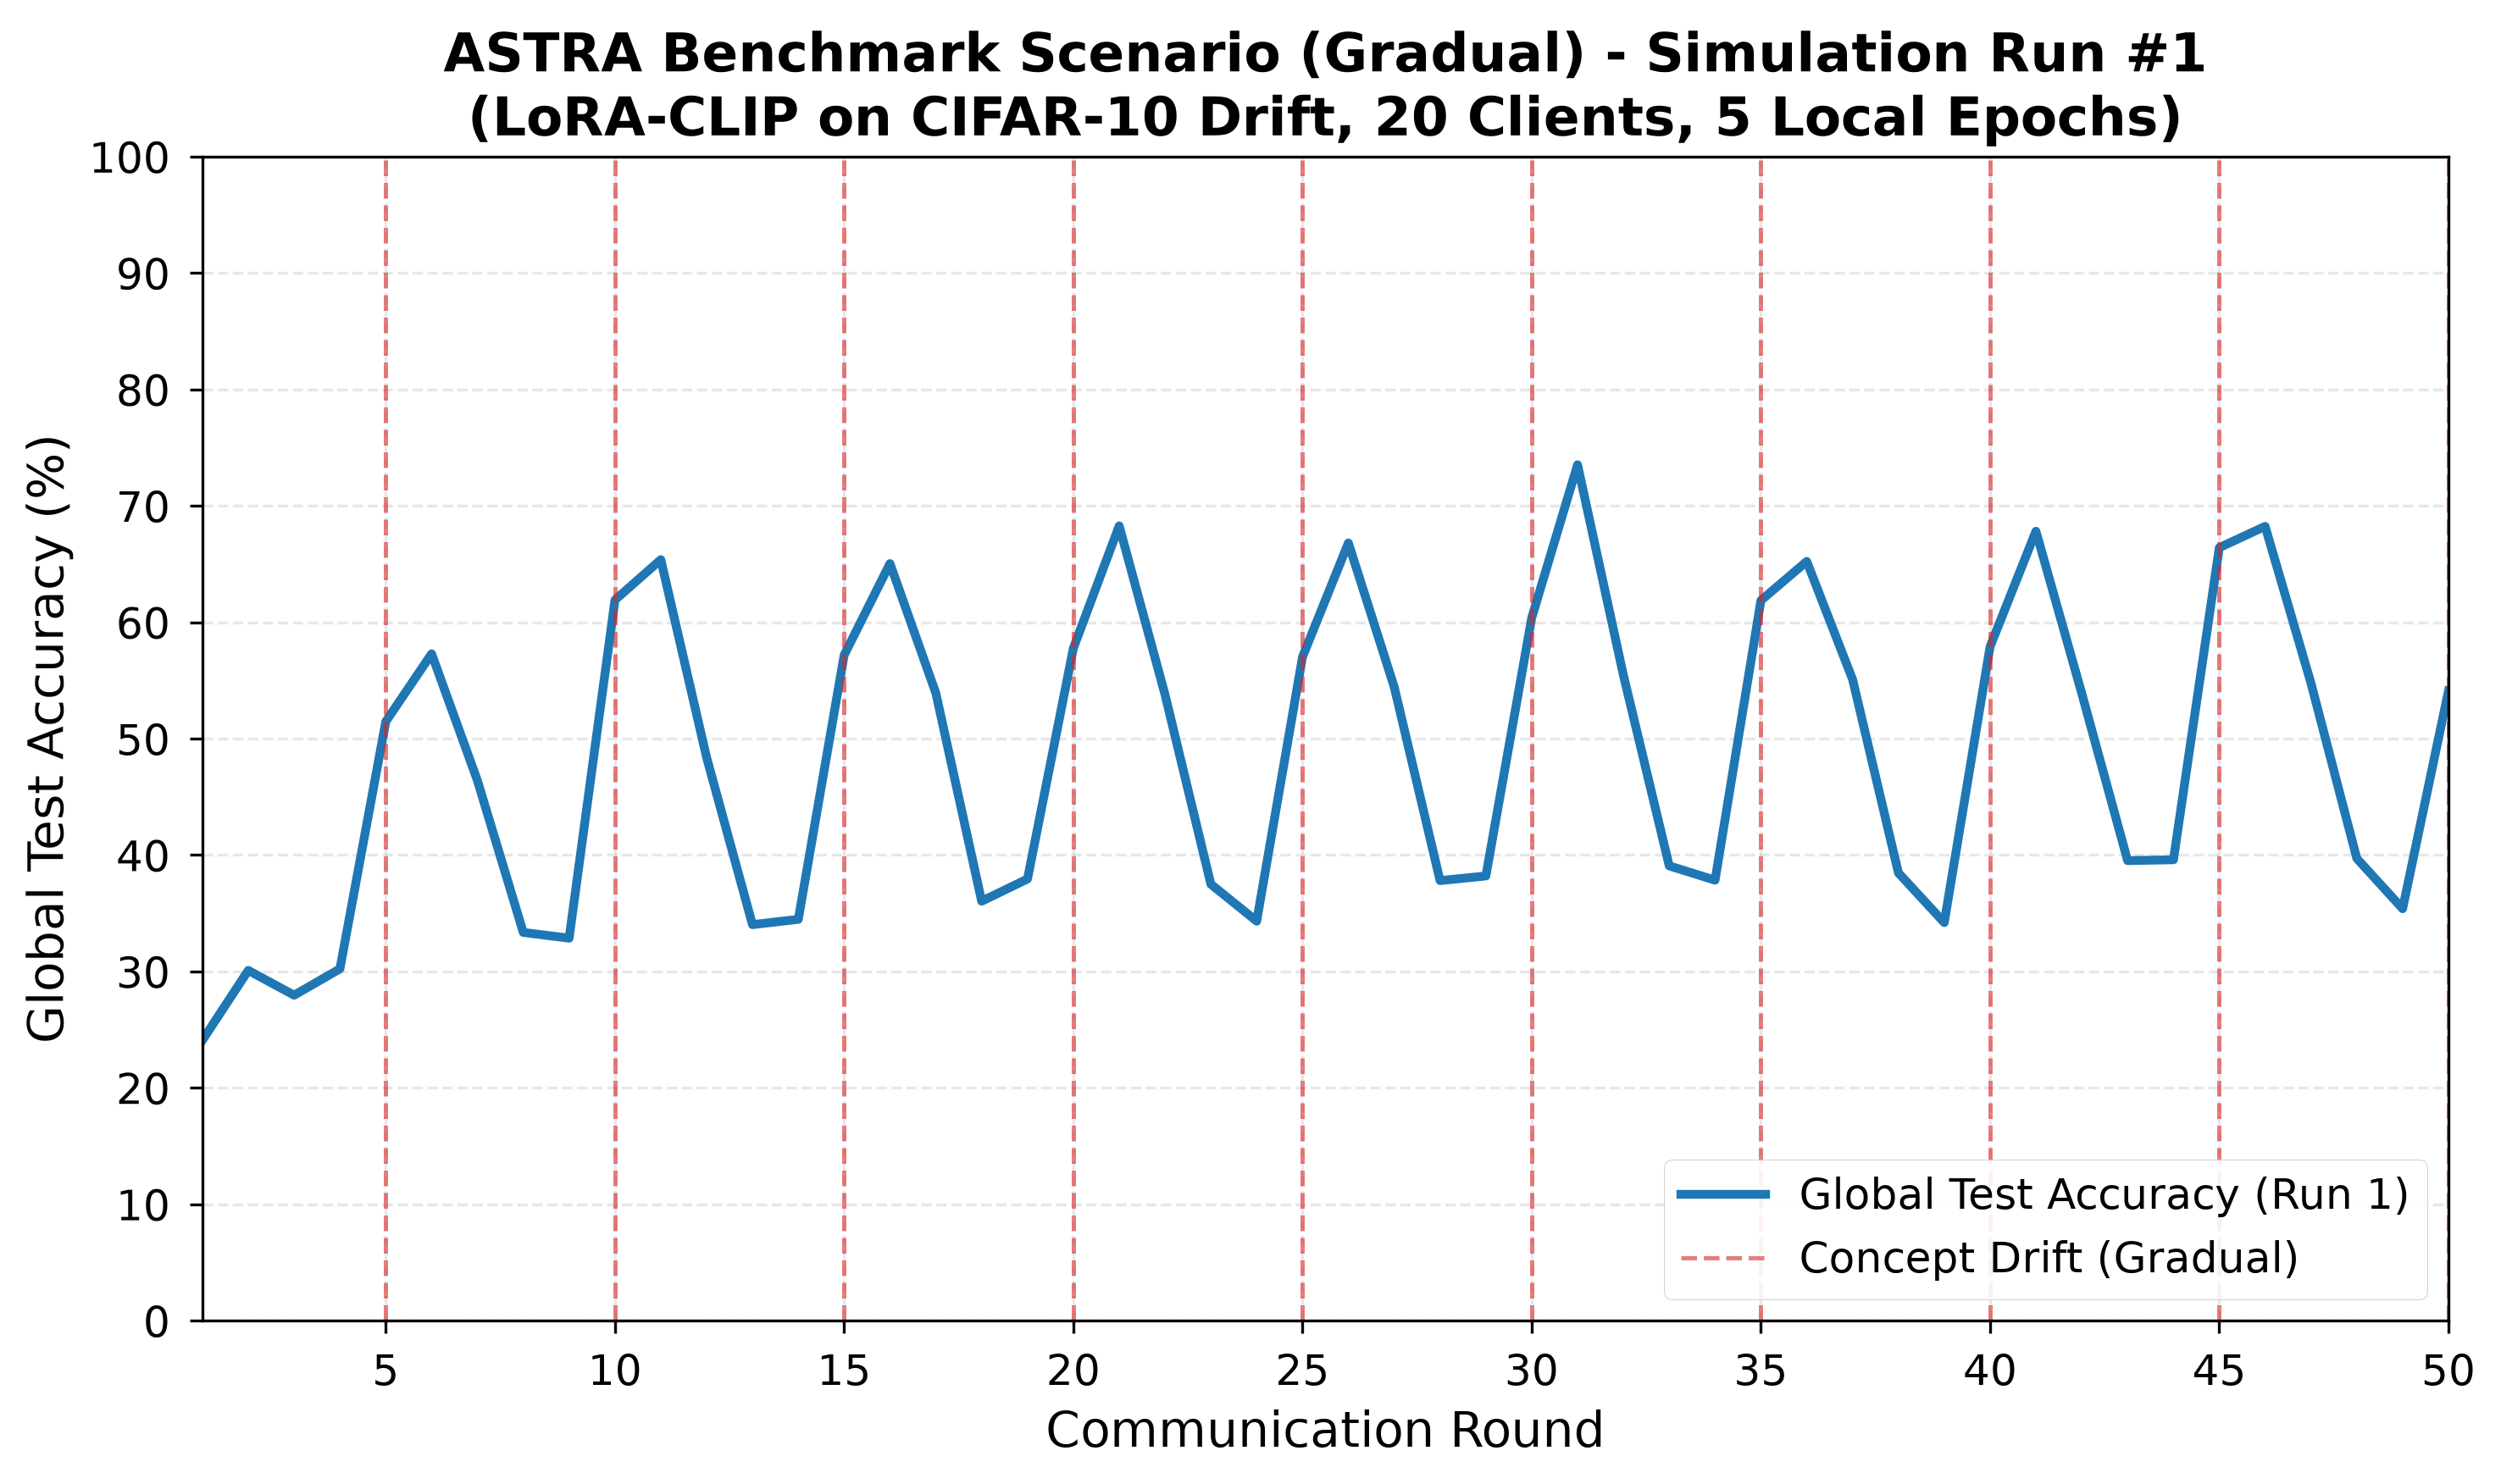 ASTRA Benchmark Scenario (Gradual) - Simulation Run #1
(LoRA-CLIP on CIFAR-10 Drift, 20 Clients, 5 Local Epochs)
Global Test Accuracy (%)
100
90
80
70
60
50
40
30
20
10
0
Global Test Accuracy (Run 1)
Concept Drift (Gradual)
5 10 15 20 25 30 35 40 45 50
Communication Round